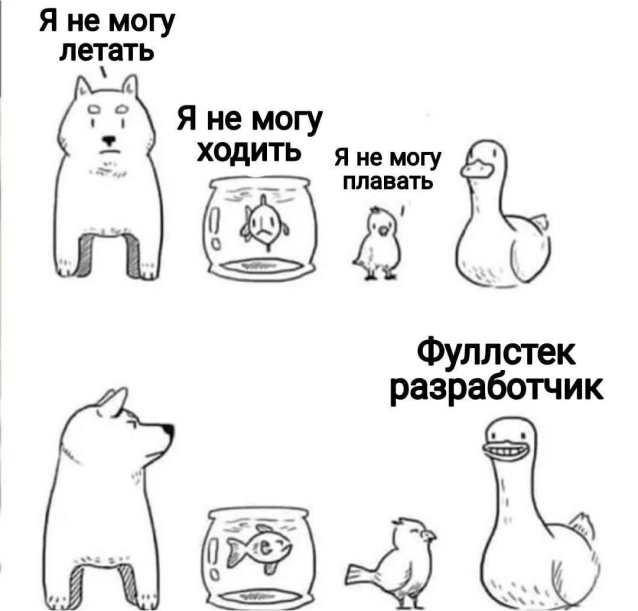 Я не могу
летать
Я не могу
ходить
Я не могу
плавать
Фуллстек
разработчик